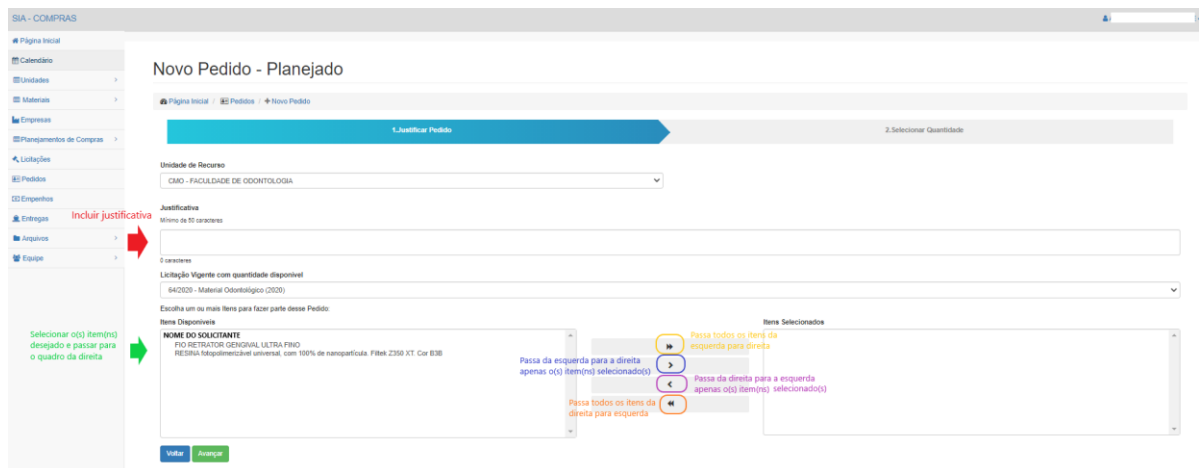 SIA - COMPRAS
Página Inicial
Calendário
Unidades
Materiais
Empresas
Planejamentos de Compras
Licitações
Pedidos
Empenhos
Entregas
Arquivos
Equipe
Novo Pedido - Planejado
Página Inicial / Pedidos / + Novo Pedido
1.Justificar Pedido
2.Selecionar Quantidade
Unidade de Recurso
CMO - FACULDADE DE ODONTOLOGIA
Incluir justificativa
Justificativa
Mínimo de 50 caracteres
0 caracteres
Licitação Vigente com quantidade disponível
64/2020 - Material Odontológico (2020)
Escolha um ou mais Itens para fazer parte desse Pedido:
Itens Disponíveis
Itens Selecionados
Selecionar o(s) item(ns)
desejado e passar para
o quadro da direita
NOME DO SOLICITANTE
FIO RETRATOR GENGIVAL ULTRA FINO
RESINA fotopolimerizável universal, com 100% de nanopartícula. Filtek Z350 XT. Cor B3B
Passa todos os itens da
esquerda para direita
Passa da esquerda para a direita
apenas o(s) item(ns) selecionado(s)
Passa da direita para a esquerda
apenas o(s) item(ns) selecionado(s)
Passa todos os itens da
direita para esquerda
Voltar
Avançar